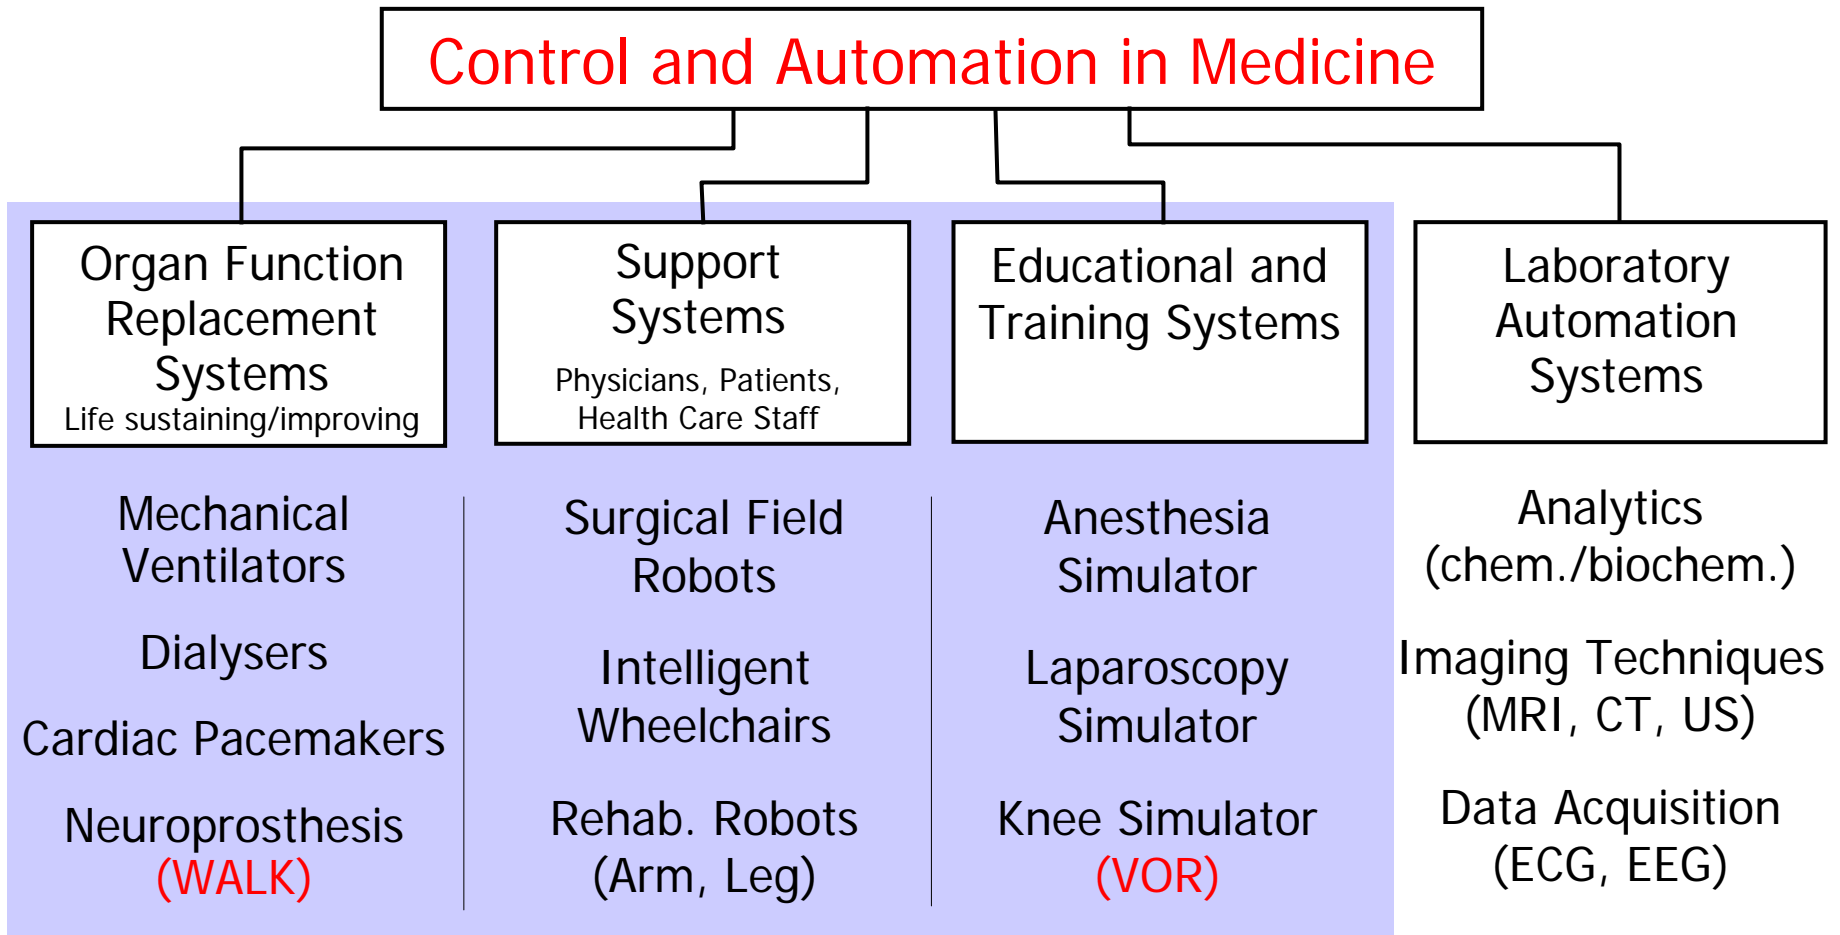 Control and Automation in Medicine
Organ Function
Replacement
Systems
Life sustaining/improving
Support
Systems
Physicians, Patients,
Health Care Staff
Educational and
Training Systems
Laboratory
Automation
Systems
Mechanical
Ventilators
Dialysers
Cardiac Pacemakers
Neuroprosthesis
(WALK)
Surgical Field
Robots
Intelligent
Wheelchairs
Rehab. Robots
(Arm, Leg)
Anesthesia
Simulator
Laparoscopy
Simulator
Knee Simulator
(VOR)
Analytics
(chem./biochem.)
Imaging Techniques
(MRI, CT, US)
Data Acquisition
(ECG, EEG)